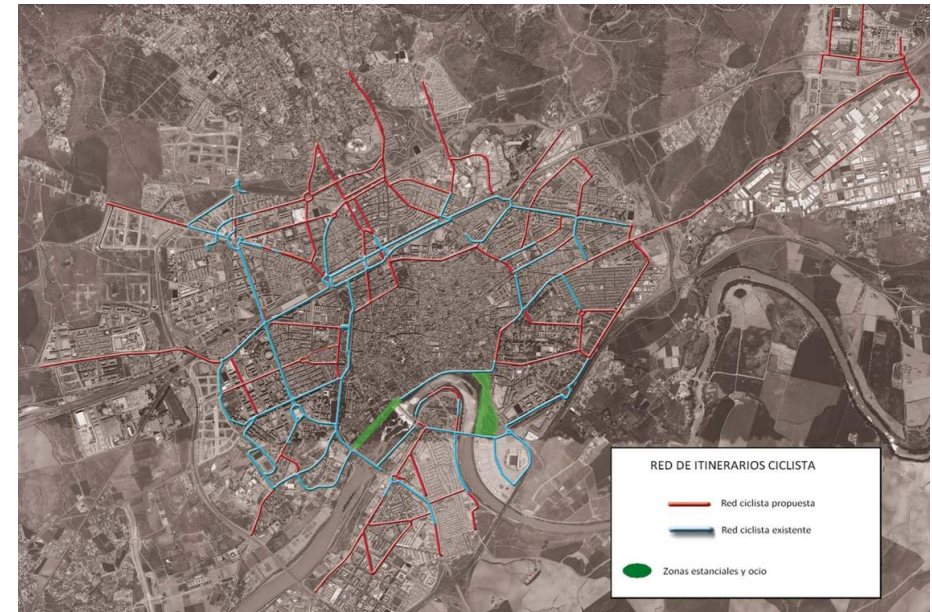 RED DE ITINERARIOS CICLISTA
Red ciclista propuesta
Red ciclista existente
Zonas estanciales y ocio